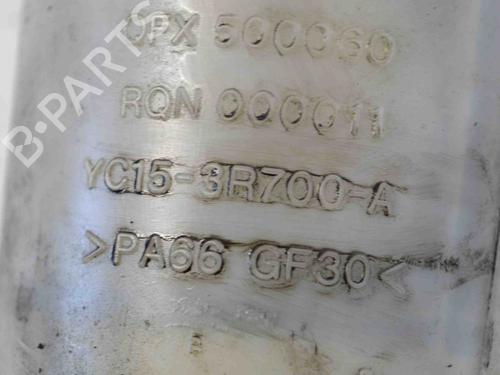 QPX 500060
RQN 000011
YC15-3R700-A
>PA66 GF30<
B-PARTS